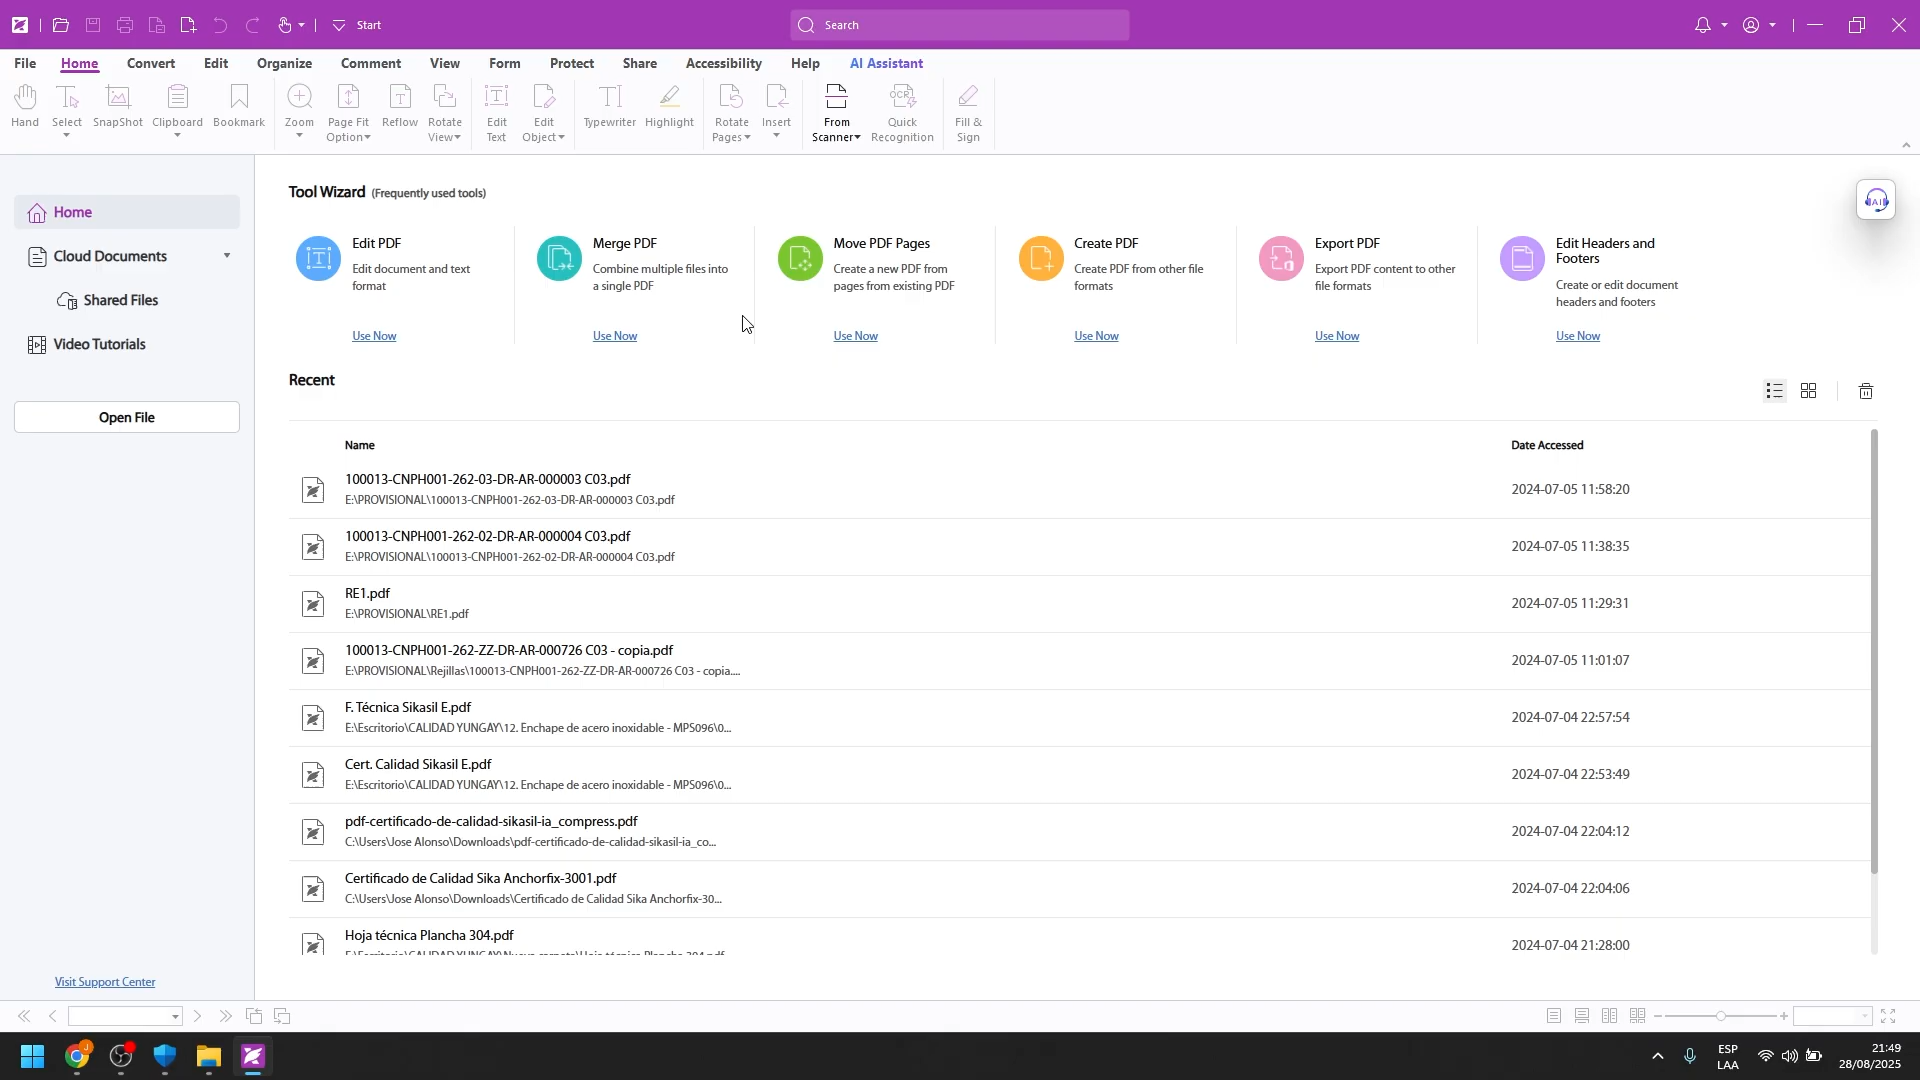 Start
Search
File Home Convert Edit Organize Comment View Form Protect Share Accessibility Help AI Assistant
Hand
Select
SnapShot
Clipboard
Bookmark
Zoom
Page Fit
Option
Reflow
Rotate
View
Edit
Text
Edit
Object
Typewriter
Highlight
Rotate
Pages
Insert
From
Scanner
OCR
Quick
Recognition
Fill &
Sign
Home
Cloud Documents
Shared Files
Video Tutorials
Open File
Visit Support Center
Tool Wizard (Frequently used tools)
AI
Edit PDF
Edit document and text
format
Use Now
Merge PDF
Combine multiple files into
a single PDF
Use Now
Move PDF Pages
Create a new PDF from
pages from existing PDF
Use Now
Create PDF
Create PDF from other file
formats
Use Now
Export PDF
Export PDF content to other
file formats
Use Now
Edit Headers and
Footers
Create or edit document
headers and footers
Use Now
Recent
Name Date Accessed
100013-CNPH001-262-03-DR-AR-000003 C03.pdf
E:\PROVISIONAL\100013-CNPH001-262-03-DR-AR-000003 C03.pdf
2024-07-05 11:58:20
100013-CNPH001-262-02-DR-AR-000004 C03.pdf
E:\PROVISIONAL\100013-CNPH001-262-02-DR-AR-000004 C03.pdf
2024-07-05 11:38:35
RE1.pdf
E:\PROVISIONAL\RE1.pdf
2024-07-05 11:29:31
100013-CNPH001-262-ZZ-DR-AR-000726 C03 - copia.pdf
E:\PROVISIONAL\Rejillas\100013-CNPH001-262-ZZ-DR-AR-000726 C03 - copia....
2024-07-05 11:01:07
F. Técnica Sikasil E.pdf
E:\Escritorio\CALIDAD YUNGAY\12. Enchape de acero inoxidable - MPS096\0...
2024-07-04 22:57:54
Cert. Calidad Sikasil E.pdf
E:\Escritorio\CALIDAD YUNGAY\12. Enchape de acero inoxidable - MPS096\0...
2024-07-04 22:53:49
pdf-certificado-de-calidad-sikasil-ia_compress.pdf
C:\Users\Jose Alonso\Downloads\pdf-certificado-de-calidad-sikasil-ia_co...
2024-07-04 22:04:12
Certificado de Calidad Sika Anchorfix-3001.pdf
C:\Users\Jose Alonso\Downloads\Certificado de Calidad Sika Anchorfix-30...
2024-07-04 22:04:06
Hoja técnica Plancha 304.pdf
2024-07-04 21:28:00
J
ESP
LAA
21:49
28/08/2025